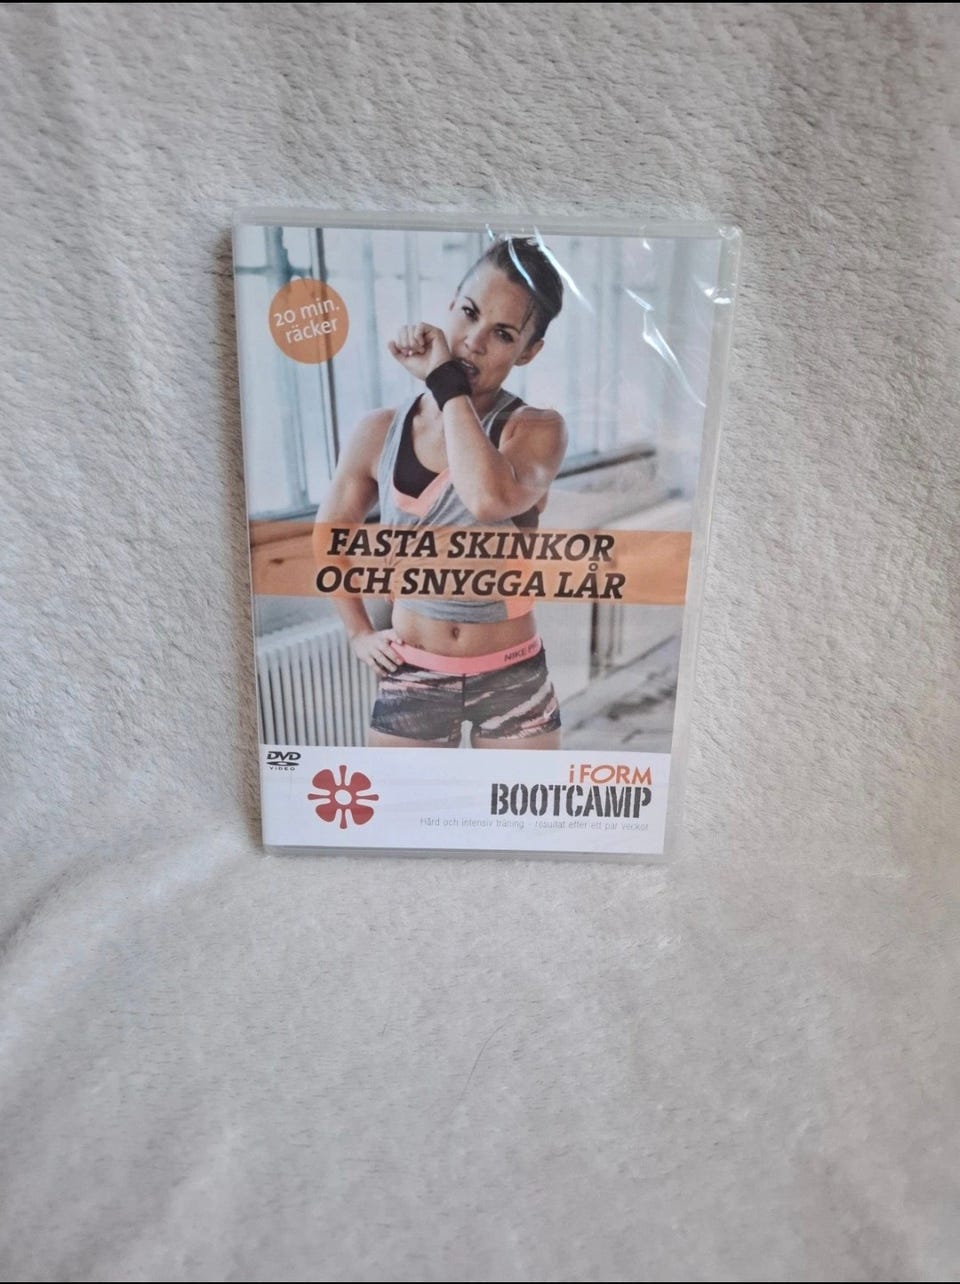 20 min.
räcker
FASTA SKINKOR
OCH SNYGGA LÅR
NIKE PRO
DVD
VIDEO
iFORM
BOOTCAMP
Hård och intensiv träning - resultat efter ett par veckor